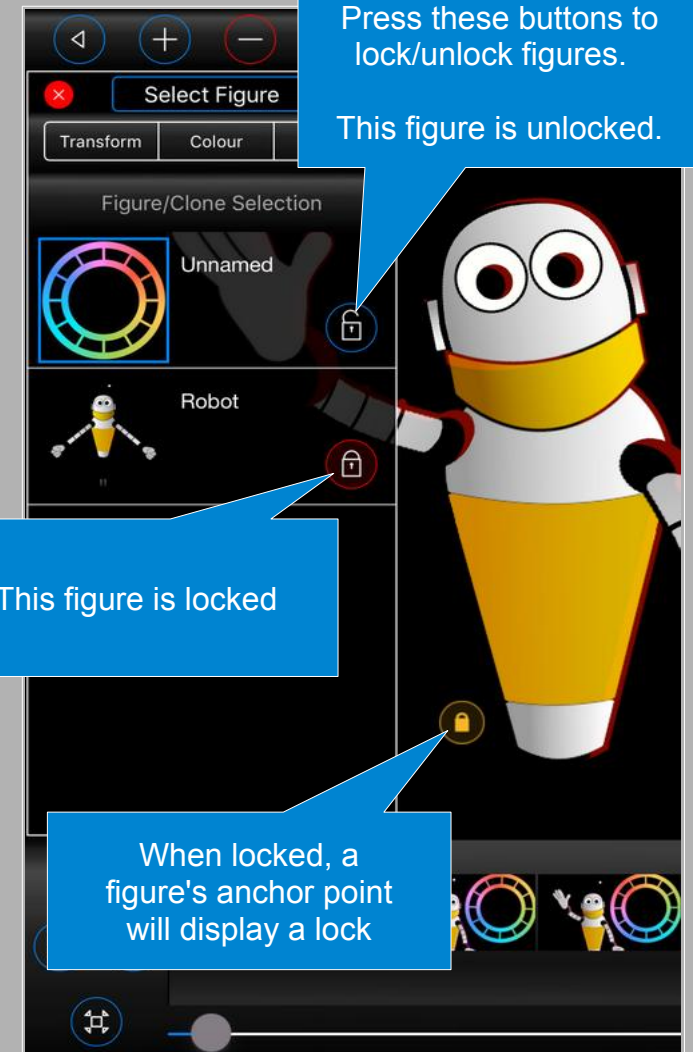 Press these buttons to
lock/unlock figures.
This figure is unlocked.
Select Figure
Transform
Colour
Figure/Clone Selection
Unnamed
Robot
This figure is locked
When locked, a
figure's anchor point
will display a lock